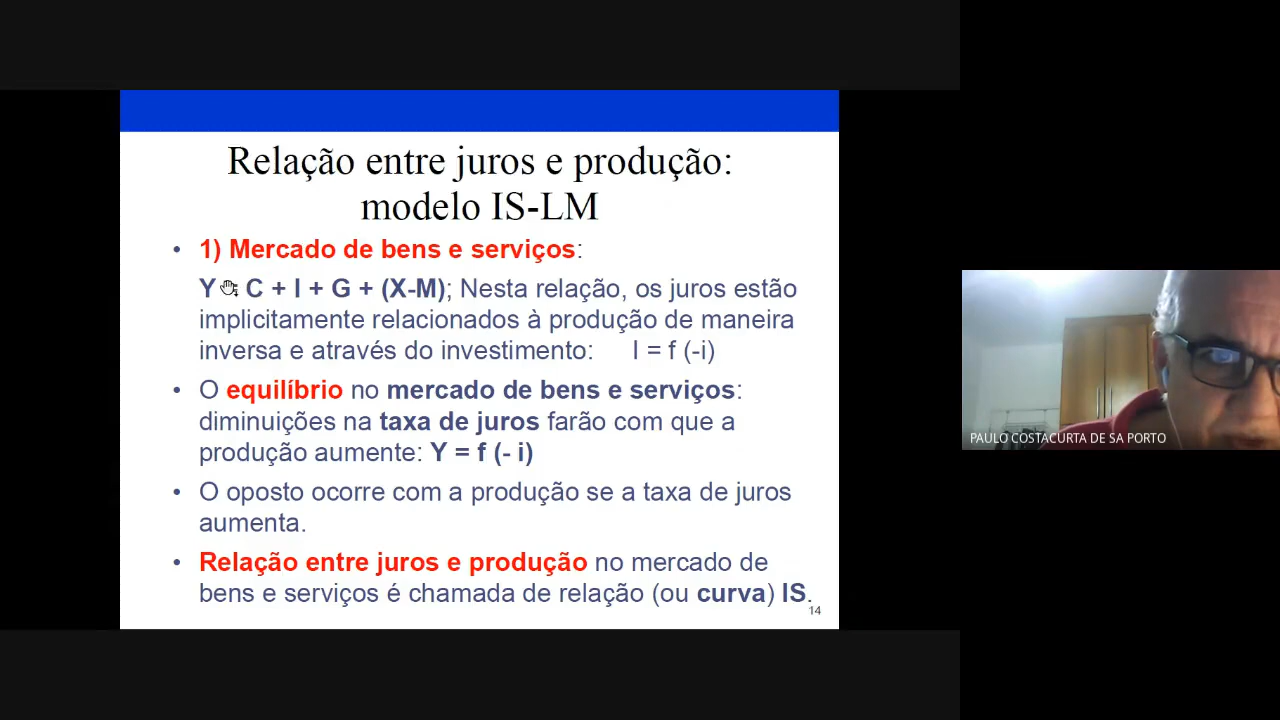 Relação entre juros e produção:
modelo IS-LM
• 1) Mercado de bens e serviços:
Y C + I + G + (X-M); Nesta relação, os juros estão
implicitamente relacionados à produção de maneira
inversa e através do investimento: I = f (-i)
• O equilíbrio no mercado de bens e serviços:
diminuições na taxa de juros farão com que a
produção aumente: Y = f (- i)
• O oposto ocorre com a produção se a taxa de juros
aumenta.
• Relação entre juros e produção no mercado de
bens e serviços é chamada de relação (ou curva) IS.
14
PAULO COSTACURTA DE SA PORTO